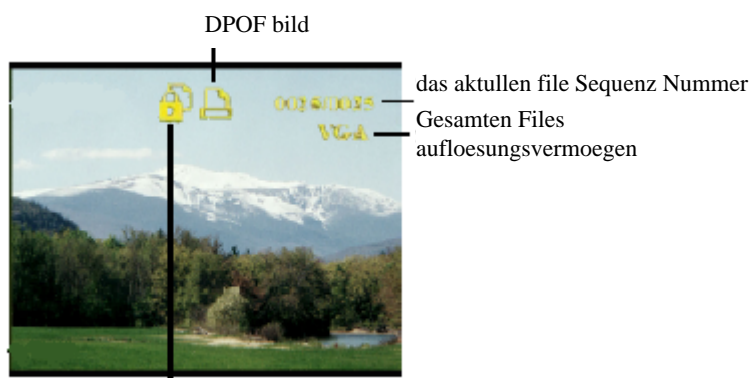 DPOF bild
das aktullen file Sequenz Nummer
Gesamten Files
VGA
aufloesungsvermoegen